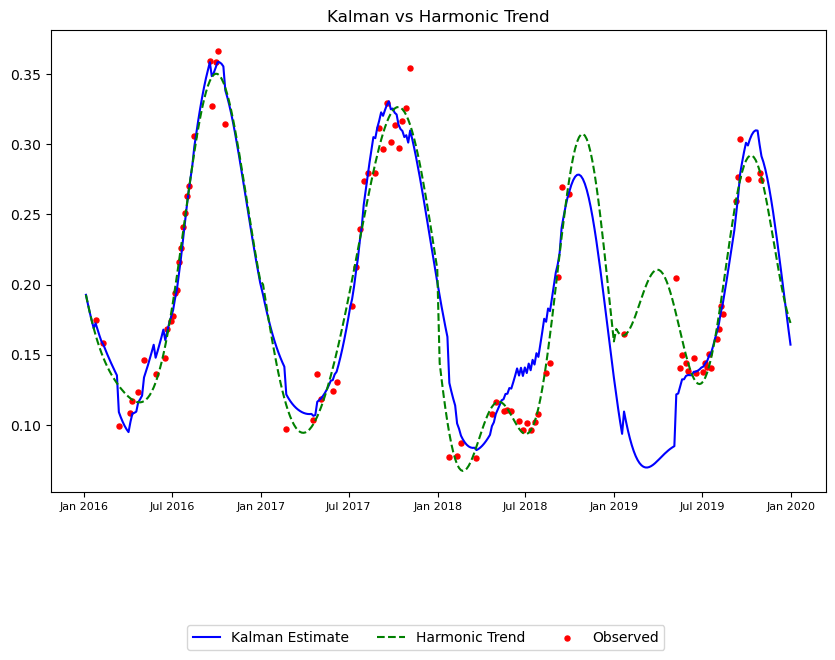 Kalman vs Harmonic Trend
0.35
0.30
0.25
0.20
0.15
0.10
Jan 2016 Jul 2016 Jan 2017 Jul 2017 Jan 2018 Jul 2018 Jan 2019 Jul 2019 Jan 2020
Kalman Estimate Harmonic Trend Observed